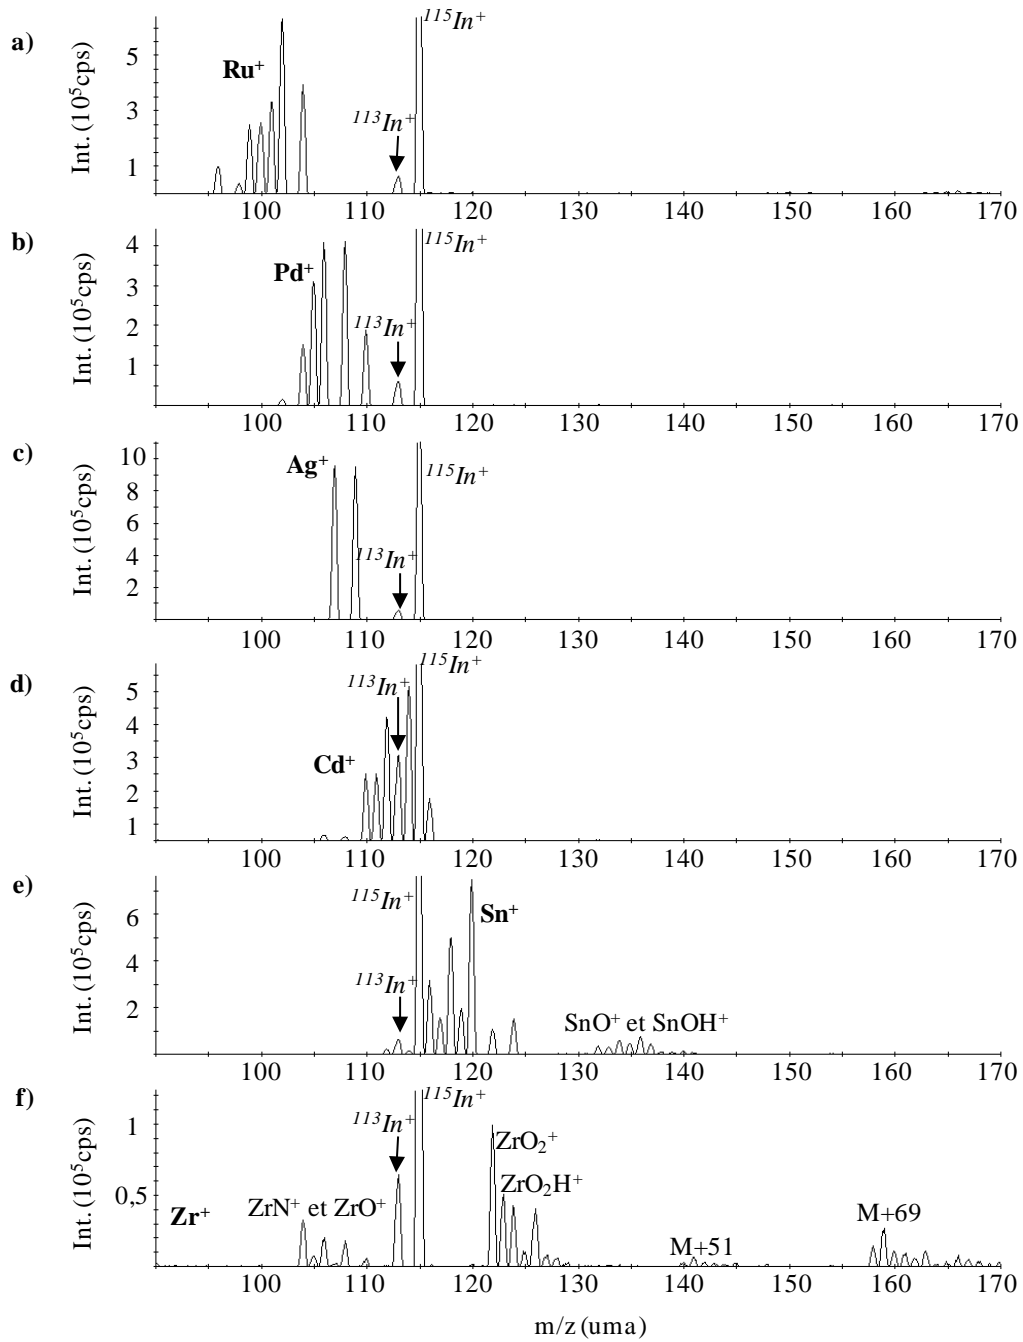 a)
Int. (10⁵cps)
5
3
1
Ru⁺
¹¹³In⁺
¹¹⁵In⁺
100 110 120 130 140 150 160 170
b)
Int. (10⁵cps)
4
3
2
1
Pd⁺
¹¹³In⁺
¹¹⁵In⁺
100 110 120 130 140 150 160 170
c)
Int. (10⁵cps)
10
8
6
4
2
Ag⁺
¹¹³In⁺
¹¹⁵In⁺
100 110 120 130 140 150 160 170
d)
Int. (10⁵cps)
5
4
3
2
1
Cd⁺
¹¹³In⁺
¹¹⁵In⁺
100 110 120 130 140 150 160 170
e)
Int. (10⁵cps)
6
4
2
¹¹⁵In⁺
¹¹³In⁺
Sn⁺
SnO⁺ et SnOH⁺
100 110 120 130 140 150 160 170
f)
Int. (10⁵cps)
1
0,5
Zr⁺
ZrN⁺ et ZrO⁺
¹¹³In⁺
¹¹⁵In⁺
ZrO₂⁺
ZrO₂H⁺
M+51
M+69
100 110 120 130 140 150 160 170
m/z (uma)